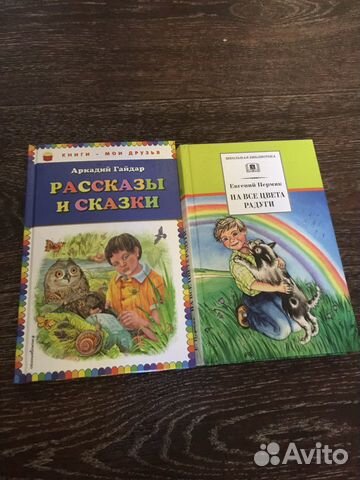 КНИГИ - МОИ ДРУЗЬЯ
Аркадий Гайдар
РАССКАЗЫ
И СКАЗКИ
ШКОЛЬНАЯ БИБЛИОТЕКА
Евгений Пермяк
НА ВСЕ ЦВЕТА
РАДУГИ
Avito